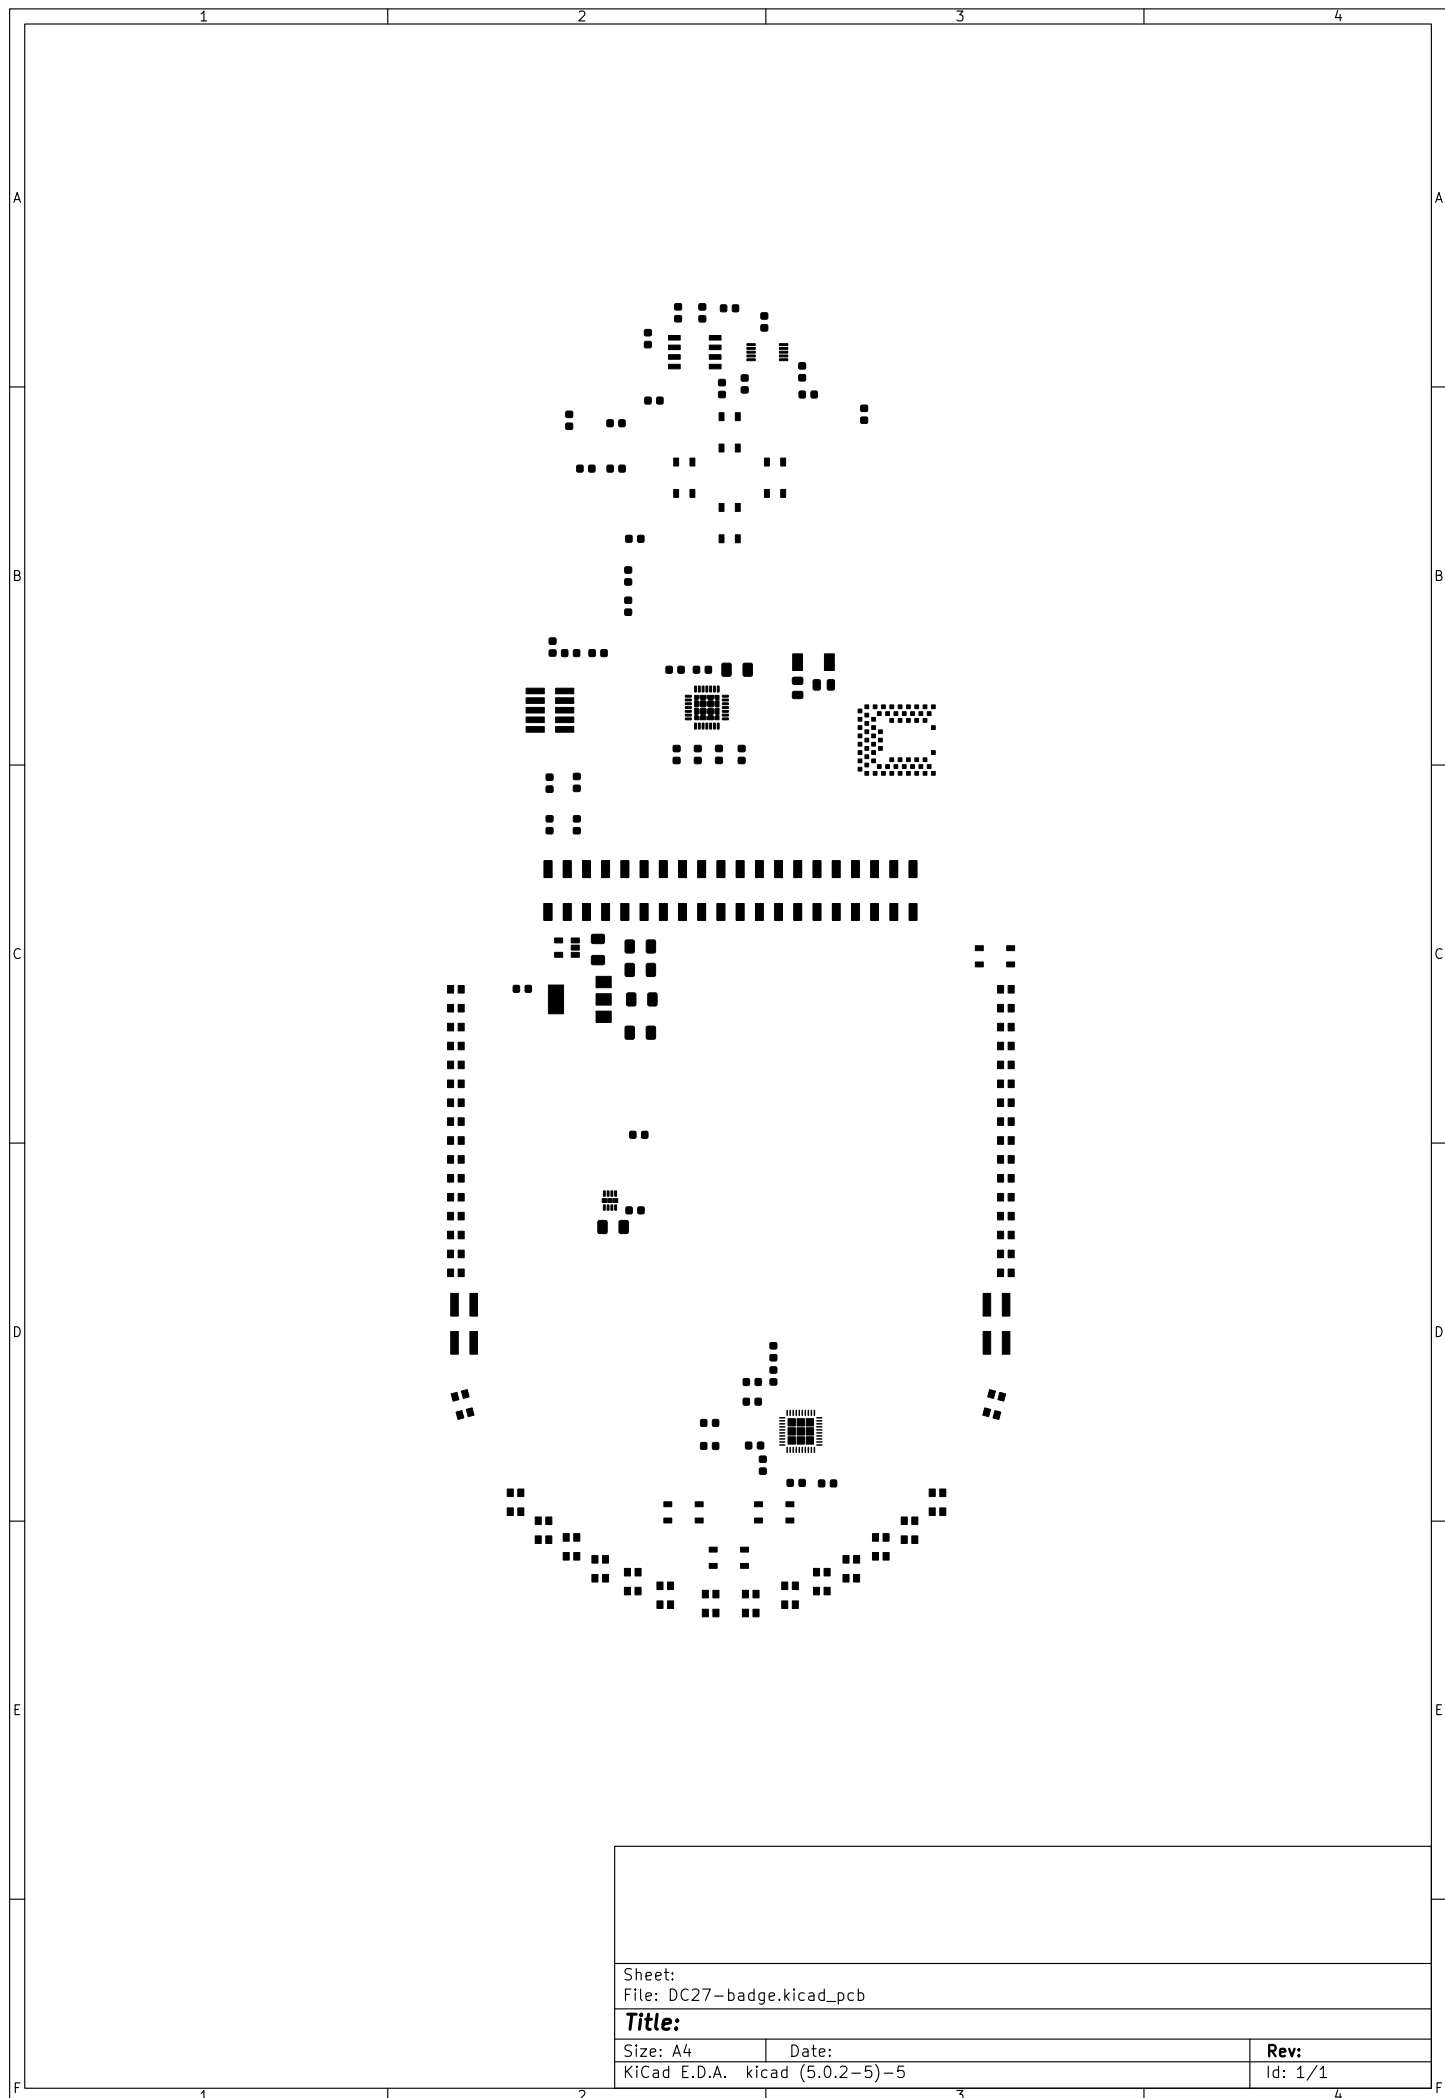 1 2 3 4
A A
B B
C C
D D
E E
Sheet:
File: DC27-badge.kicad_pcb
Title:
Size: A4 Date: Rev:
KiCad E.D.A. kicad (5.0.2-5)-5 Id: 1/1
F F
1 2 3 4